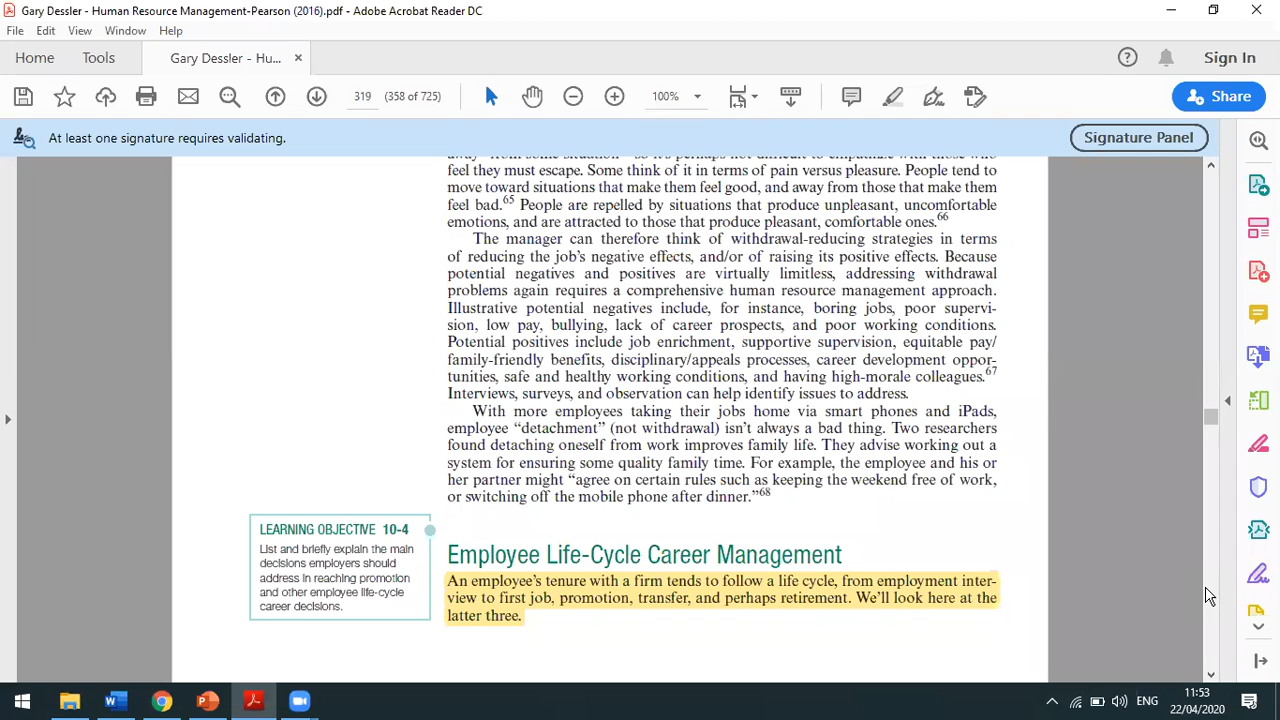 Gary Dessler - Human Resource Management-Pearson (2016).pdf - Adobe Acrobat Reader DC
File Edit View Window Help
Home Tools Gary Dessler - Hu... × Sign In
319 (358 of 725) 100% Share
At least one signature requires validating. Signature Panel
away" from some situation—so it's perhaps not difficult to empathize with those who
feel they must escape. Some think of it in terms of pain versus pleasure. People tend to
move toward situations that make them feel good, and away from those that make them
feel bad.65 People are repelled by situations that produce unpleasant, uncomfortable
emotions, and are attracted to those that produce pleasant, comfortable ones.66
The manager can therefore think of withdrawal-reducing strategies in terms
of reducing the job's negative effects, and/or of raising its positive effects. Because
potential negatives and positives are virtually limitless, addressing withdrawal
problems again requires a comprehensive human resource management approach.
Illustrative potential negatives include, for instance, boring jobs, poor supervi-
sion, low pay, bullying, lack of career prospects, and poor working conditions.
Potential positives include job enrichment, supportive supervision, equitable pay/
family-friendly benefits, disciplinary/appeals processes, career development oppor-
tunities, safe and healthy working conditions, and having high-morale colleagues.67
Interviews, surveys, and observation can help identify issues to address.
With more employees taking their jobs home via smart phones and iPads,
employee “detachment” (not withdrawal) isn't always a bad thing. Two researchers
found detaching oneself from work improves family life. They advise working out a
system for ensuring some quality family time. For example, the employee and his or
her partner might “agree on certain rules such as keeping the weekend free of work,
or switching off the mobile phone after dinner.”68
LEARNING OBJECTIVE 10-4
List and briefly explain the main
decisions employers should
address in reaching promotion
and other employee life-cycle
career decisions.
Employee Life-Cycle Career Management
An employee's tenure with a firm tends to follow a life cycle, from employment inter-
view to first job, promotion, transfer, and perhaps retirement. We'll look here at the
latter three.
ENG
11:53
22/04/2020